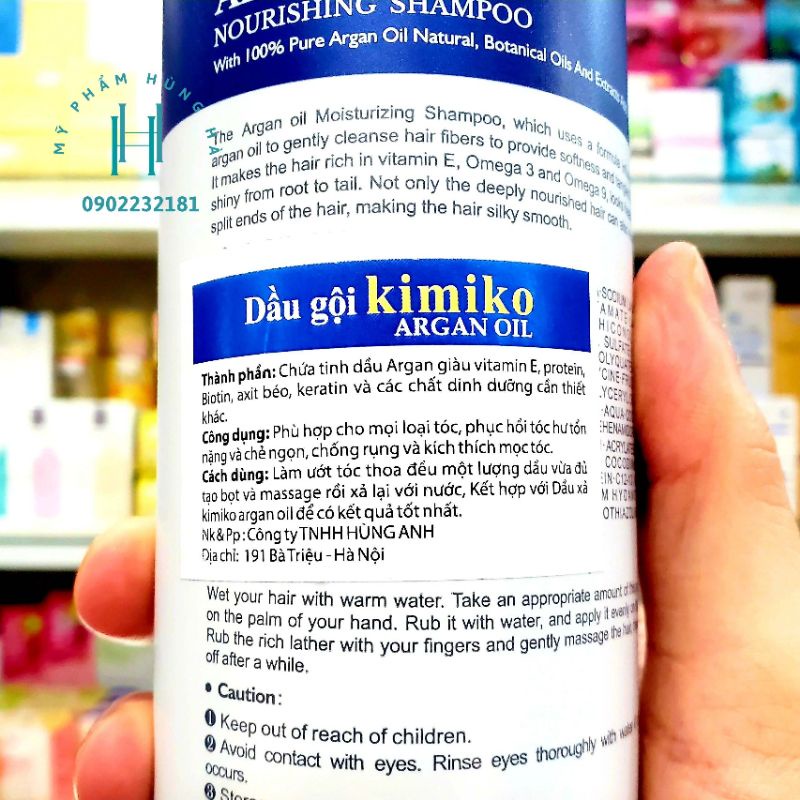 NOURISHING SHAMPOO
With 100% Pure Argan Oil Natural, Botanical Oils And Extracts
MỸ PHẨM HÙNG HÀ
0902232181
The Argan oil Moisturizing Shampoo, which uses a formula
argan oil to gently cleanse hair fibers to provide softness and
It makes the hair rich in vitamin E, Omega 3 and Omega 9,
shiny from root to tail. Not only the deeply nourished hair can
split ends of the hair, making the hair silky smooth.
Dầu gội kimiko
ARGAN OIL
Thành phần: Chứa tinh dầu Argan giàu vitamin E, protein,
Biotin, axit béo, keratin và các chất dinh dưỡng cần thiết
khác.
Công dụng: Phù hợp cho mọi loại tóc, phục hồi tóc hư tổn
nặng và chẻ ngọn, chống rụng và kích thích mọc tóc.
Cách dùng: Làm ướt tóc thoa đều một lượng dầu vừa đủ
tạo bọt và massage rồi xả lại với nước, Kết hợp với Dầu xả
kimiko argan oil để có kết quả tốt nhất.
Nk & Pp : Công ty TNHH HÙNG ANH
Địa chỉ: 191 Bà Triệu - Hà Nội
SODIUM
SULF
Wet your hair with warm water. Take an appropriate amount of
on the palm of your hand. Rub it with water, and apply it evenly
Rub the rich lather with your fingers and gently massage the
off after a while.
• Caution:
❶ Keep out of reach of children.
❷ Avoid contact with eyes. Rinse eyes thoroughly with
occurs.
❸